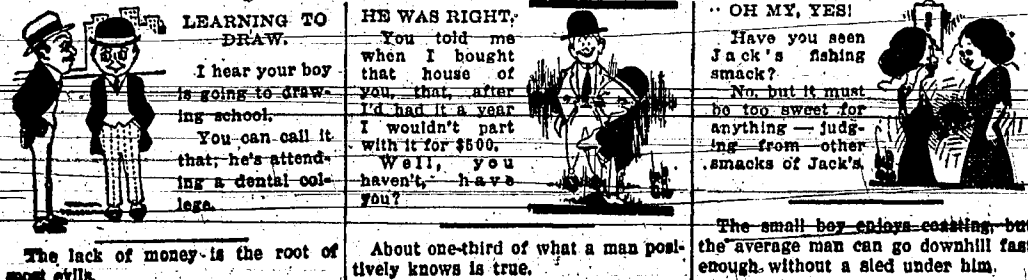 LEARNING TO
DRAW.
I hear your boy
is going to draw-
ing school.
You can call it
that; he's attend-
ing a dental col-
lege.
The lack of money is the root of
most evils.
HE WAS RIGHT.
You told me
when I bought
that house of
you, that, after
I'd had it a year
I wouldn't part
with it for $500.
Well, you
haven't, have
you?
About one-third of what a man posi-
tively knows is true.
OH MY, YES!
Have you seen
Jack's fishing
smack?
No, but it must
be too sweet for
anything — judg-
ing from other
smacks of Jack's.
The small boy enjoys coasting, but
the average man can go downhill fast
enough without a sled under him.